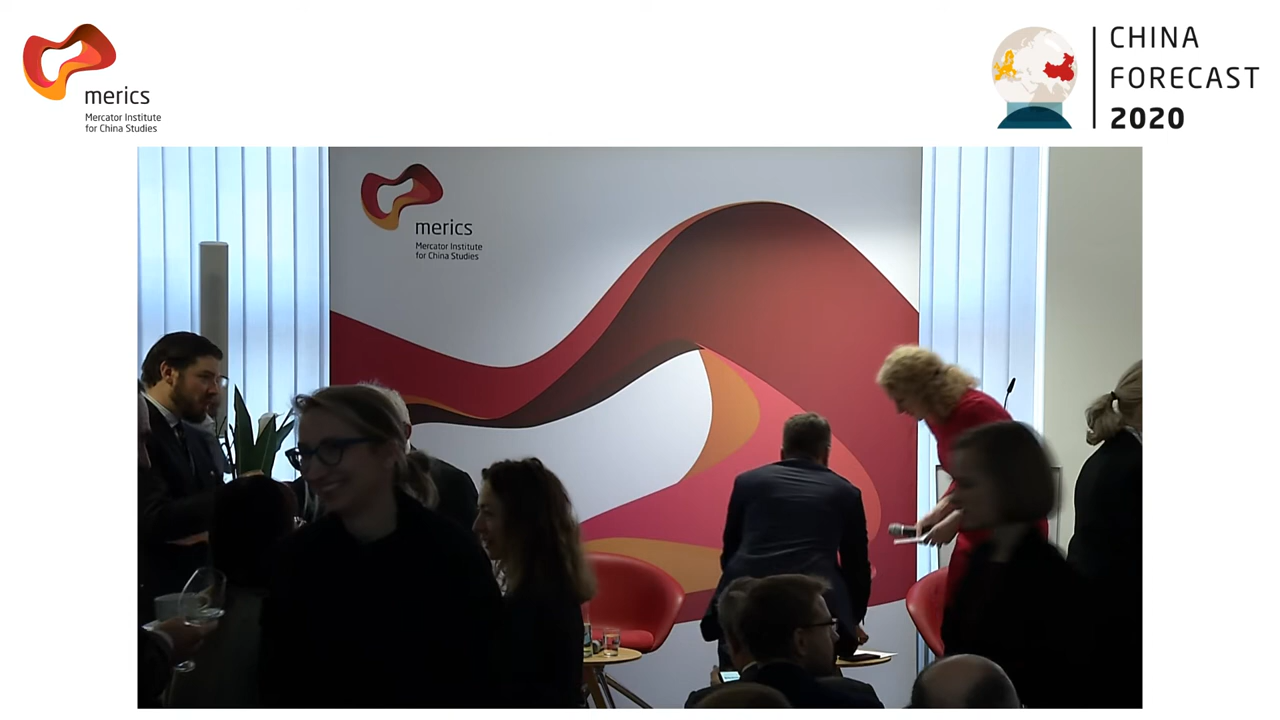 merics
Mercator Institute
for China Studies
CHINA
FORECAST
2020
merics
Mercator Institute
for China Studies